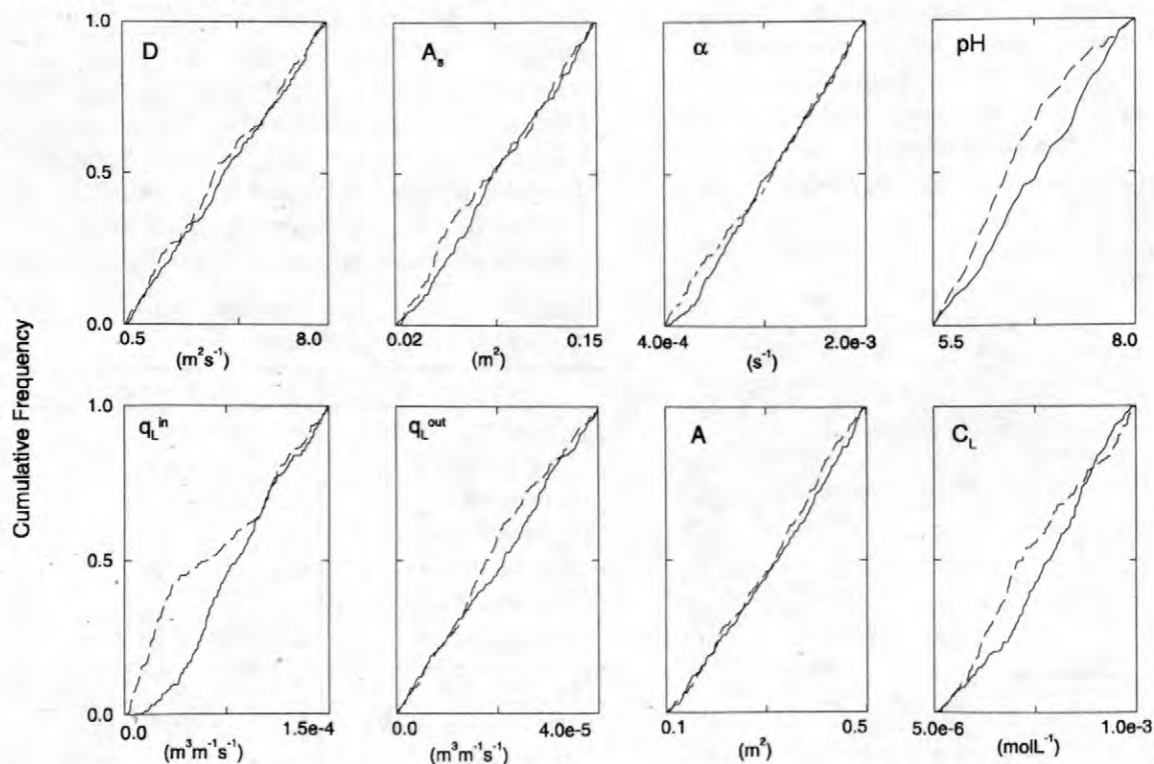 1.0 D A_s α pH
0.5
0.0
.05 8.0 0.02 0.15 4.0e-4 2.0e-3 5.5 8.0
(m²s⁻¹) (m²) (s⁻¹)
Cumulative Frequency
1.0 q_L^in q_L^out A C_L
0.5
0.0
0.0 1.5e-4 0.0 4.0e-5 0.1 0.5 5.0e-6 1.0e-3
(m³m⁻¹s⁻¹) (m³m⁻¹s⁻¹) (m²) (molL⁻¹)